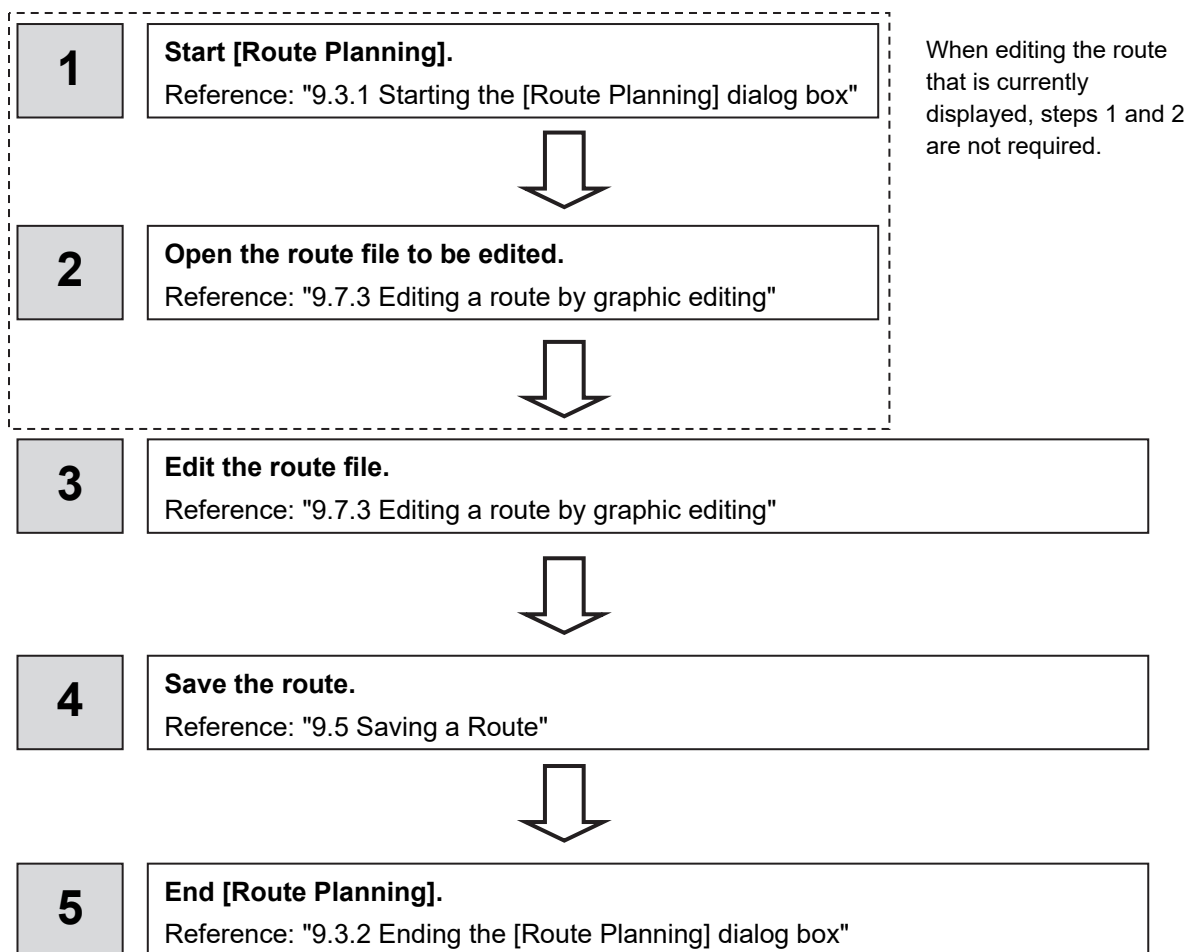 1
Start [Route Planning].
Reference: "9.3.1 Starting the [Route Planning] dialog box"
When editing the route
that is currently
displayed, steps 1 and 2
are not required.
2
Open the route file to be edited.
Reference: "9.7.3 Editing a route by graphic editing"
3
Edit the route file.
Reference: "9.7.3 Editing a route by graphic editing"
4
Save the route.
Reference: "9.5 Saving a Route"
5
End [Route Planning].
Reference: "9.3.2 Ending the [Route Planning] dialog box"